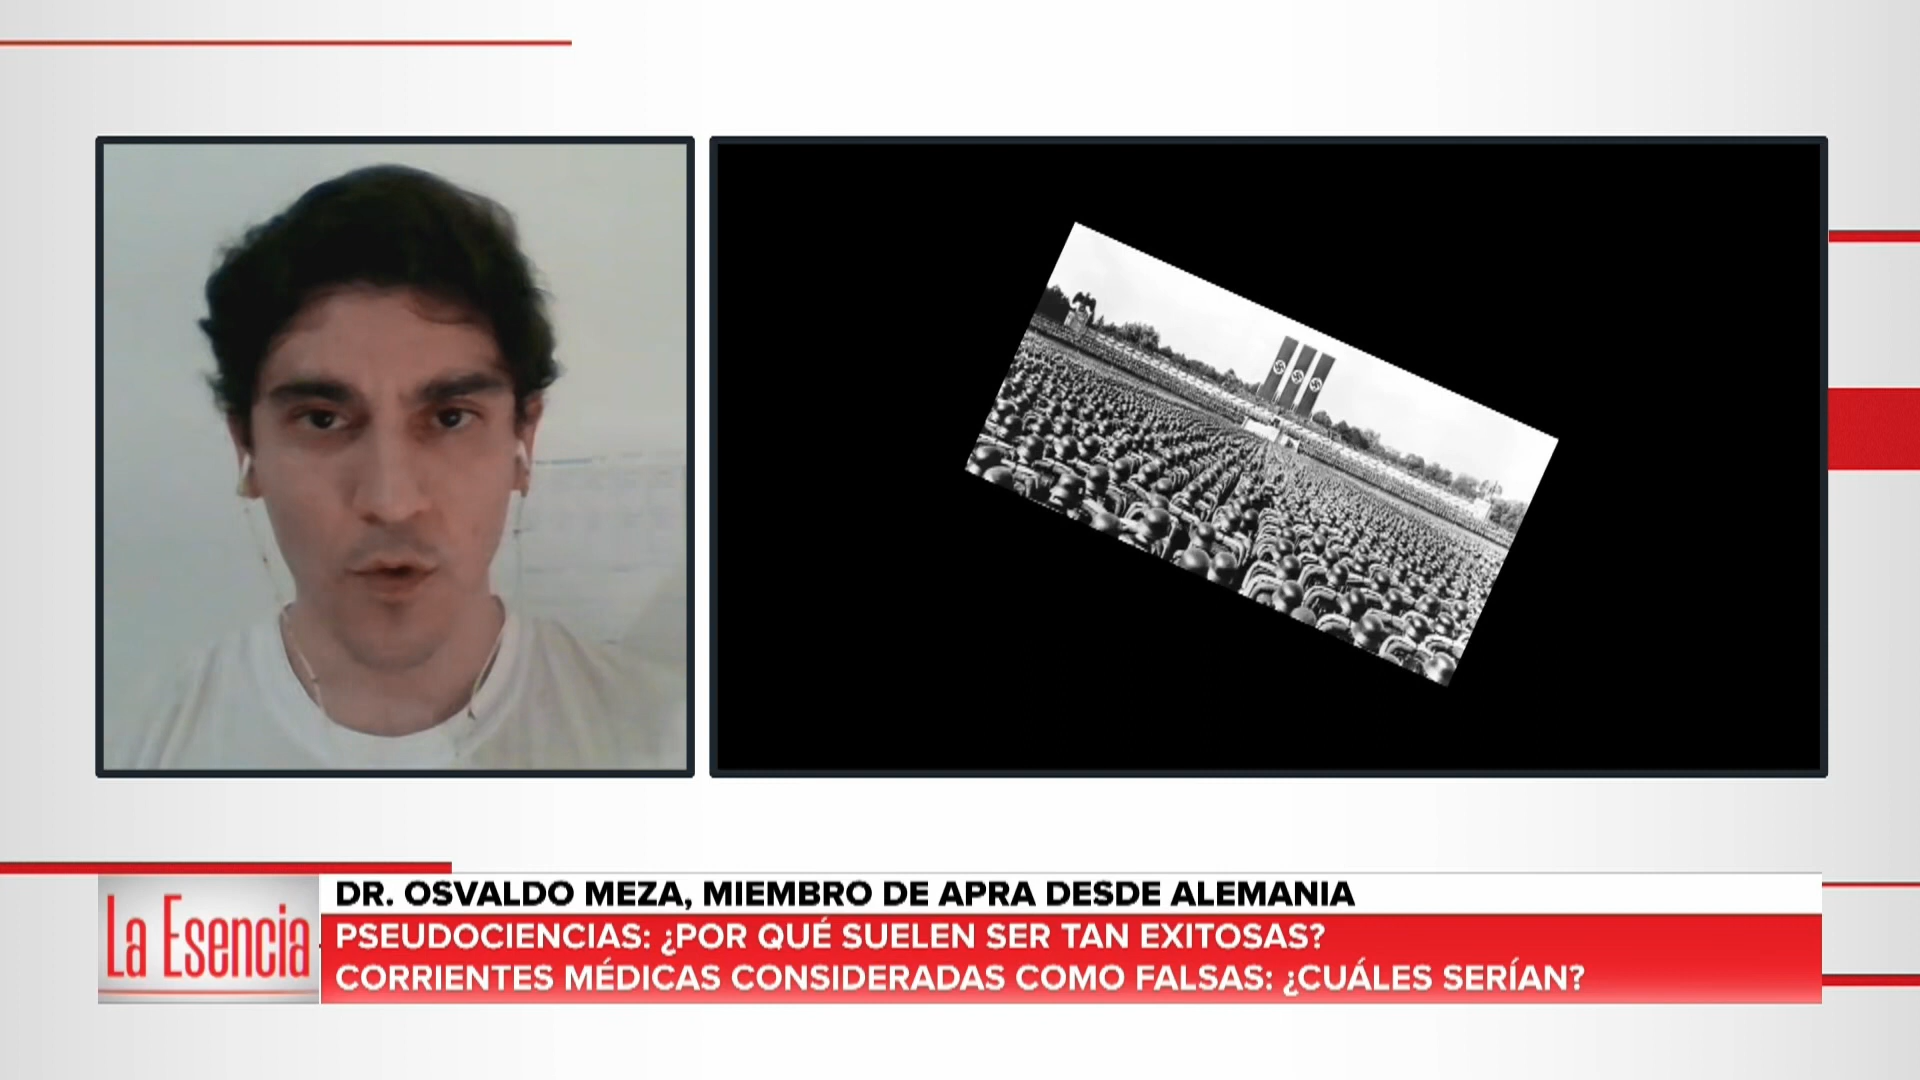 La Esencia
DR. OSVALDO MEZA, MIEMBRO DE APRA DESDE ALEMANIA
PSEUDOCIENCIAS: ¿POR QUÉ SUELEN SER TAN EXITOSAS?
CORRIENTES MÉDICAS CONSIDERADAS COMO FALSAS: ¿CUÁLES SERÍAN?